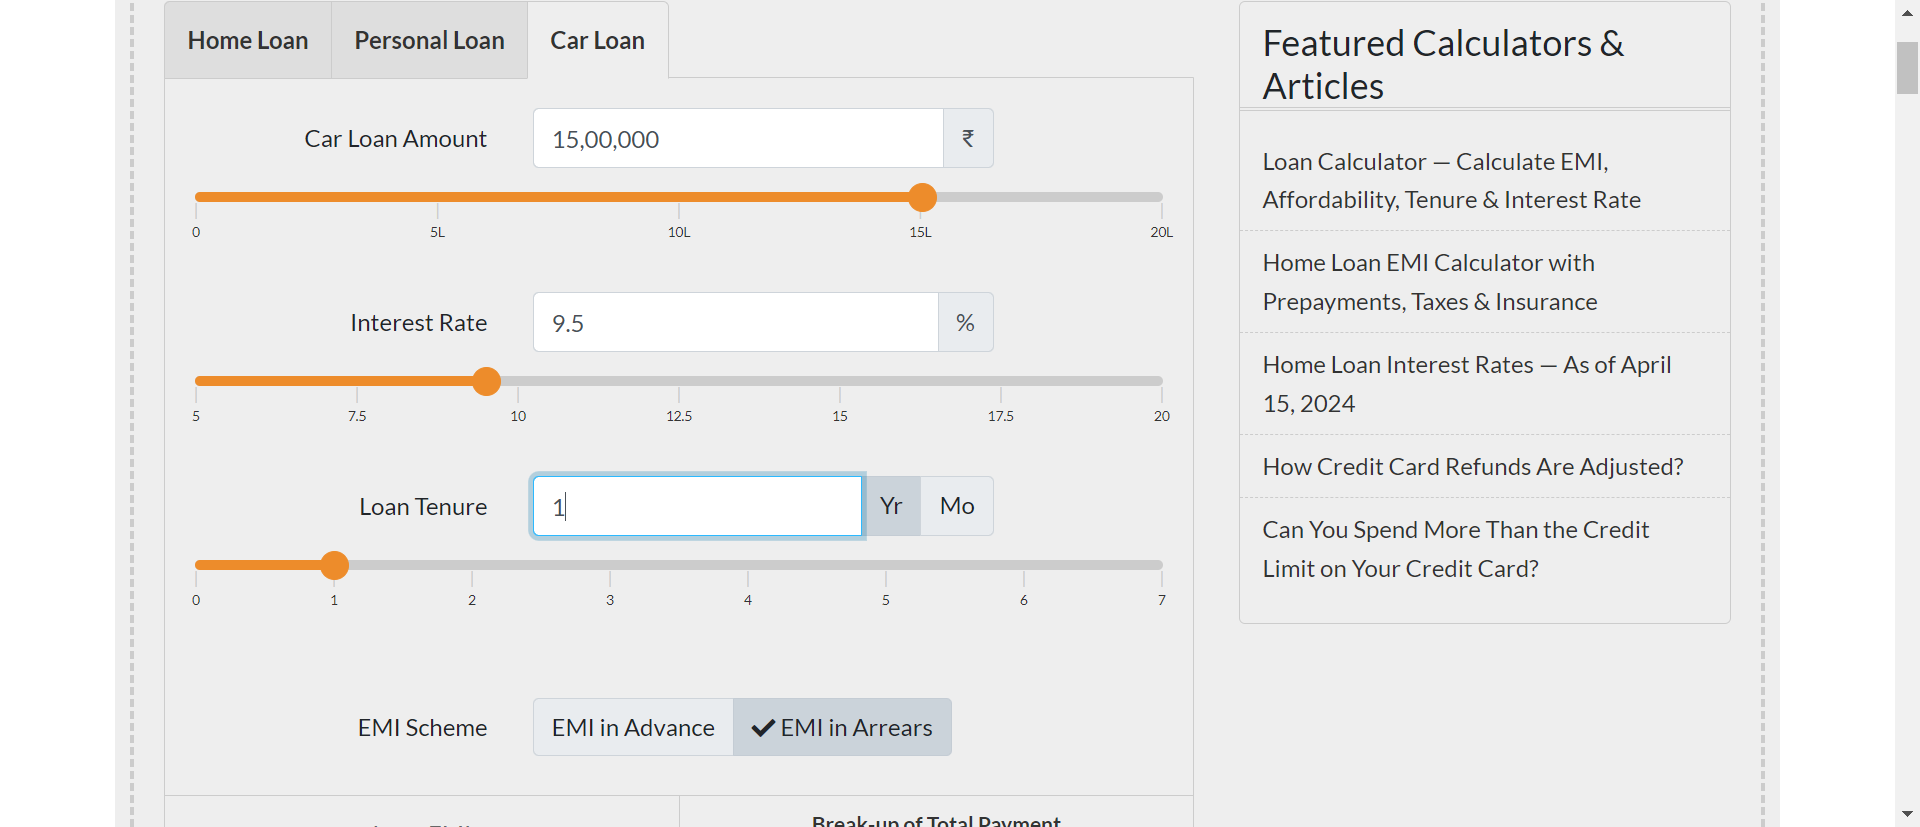 Home Loan
Personal Loan
Car Loan
Car Loan Amount
15,00,000
₹
0
5L
10L
15L
20L
Interest Rate
9.5
%
5
7.5
10
12.5
15
17.5
20
Loan Tenure
1
Yr
Mo
0
1
2
3
4
5
6
7
EMI Scheme
EMI in Advance
EMI in Arrears
Break-up of Total Payment
Featured Calculators &
Articles
Loan Calculator — Calculate EMI,
Affordability, Tenure & Interest Rate
Home Loan EMI Calculator with
Prepayments, Taxes & Insurance
Home Loan Interest Rates — As of April
15, 2024
How Credit Card Refunds Are Adjusted?
Can You Spend More Than the Credit
Limit on Your Credit Card?